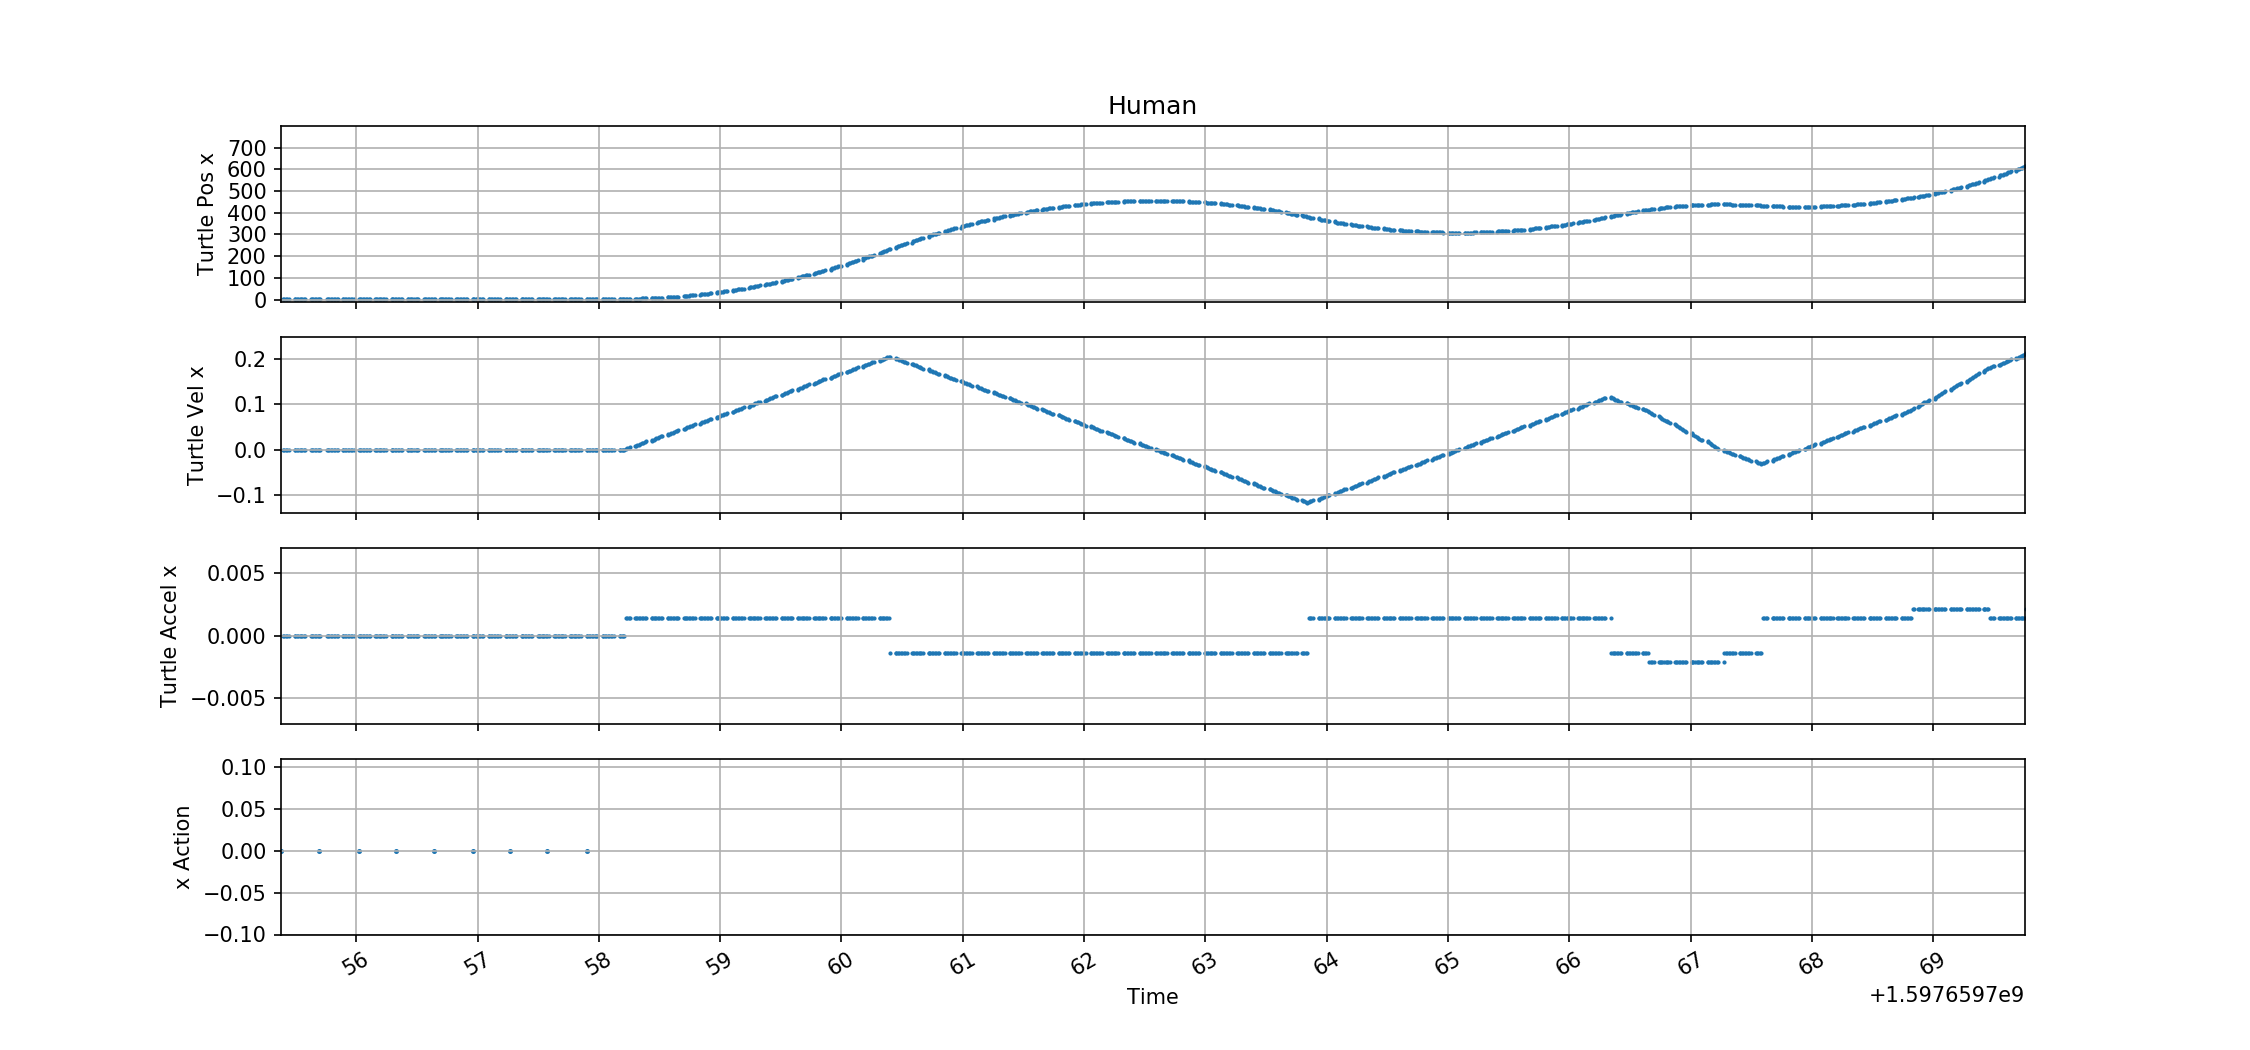 Human
Turtle Pos x
700
600
500
400
300
200
100
0
Turtle Vel x
0.2
0.1
0.0
−0.1
Turtle Accel x
0.005
0.000
−0.005
x Action
0.10
0.05
0.00
−0.05
−0.10
56 57 58 59 60 61 62 63 64 65 66 67 68 69
Time
+1.5976597e9